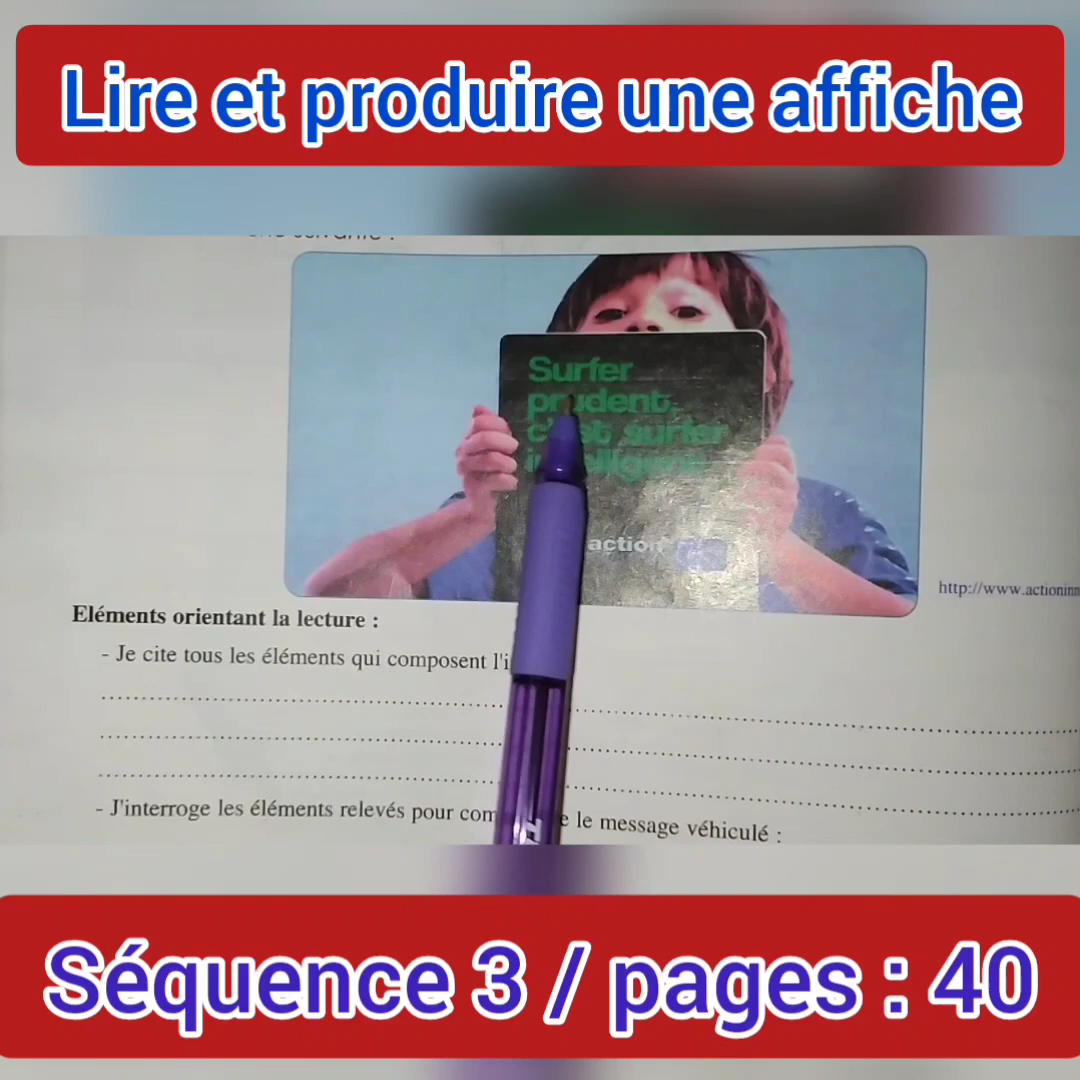 Lire et produire une affiche
Surfer
prudent,
surfer
action
http://www.actioninn
Eléments orientant la lecture :
- Je cite tous les éléments qui composent
- J'interroge les éléments relevés pour le message véhiculé :
Séquence 3 / pages : 40